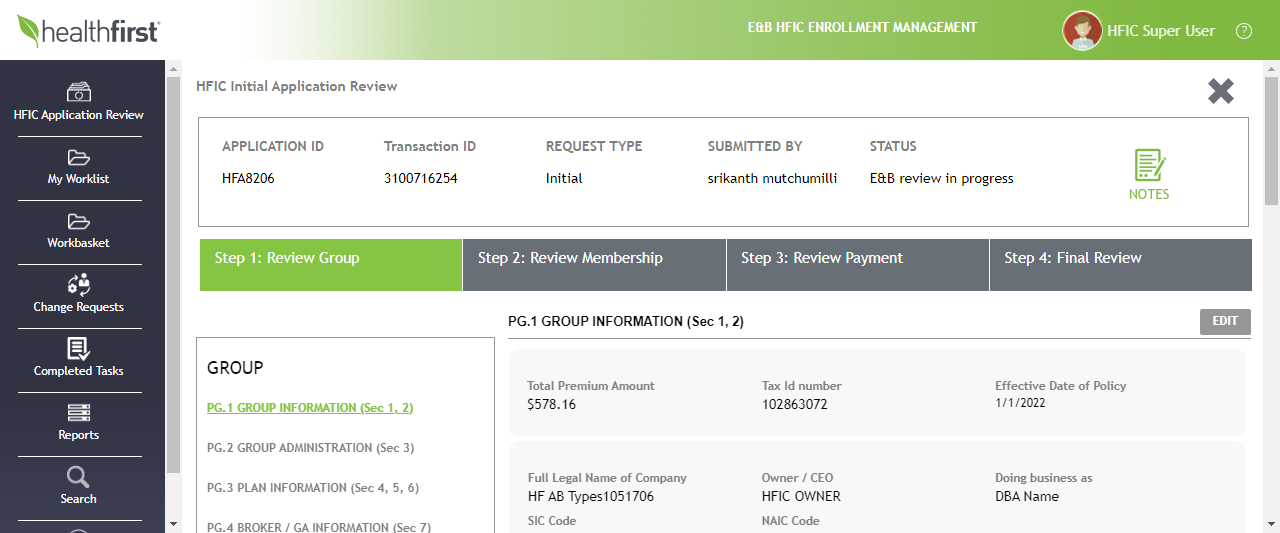 healthfirst
E&B HFIC ENROLLMENT MANAGEMENT
HFIC Super User
?
HFIC Application Review
My Worklist
Workbasket
Change Requests
Completed Tasks
Reports
Search
HFIC Initial Application Review
APPLICATION ID Transaction ID REQUEST TYPE SUBMITTED BY STATUS
HFA8206 3100716254 Initial srikanth mutchumilli E&B review in progress
NOTES
Step 1: Review Group Step 2: Review Membership Step 3: Review Payment Step 4: Final Review
GROUP
PG.1 GROUP INFORMATION (Sec 1, 2)
PG.2 GROUP ADMINISTRATION (Sec 3)
PG.3 PLAN INFORMATION (Sec 4, 5, 6)
PG.4 BROKER / GA INFORMATION (Sec 7)
PG.1 GROUP INFORMATION (Sec 1, 2) EDIT
Total Premium Amount Tax Id number Effective Date of Policy
$578.16 102863072 1/1/2022
Full Legal Name of Company Owner / CEO Doing business as
HF AB Types1051706 HFIC OWNER DBA Name
SIC Code NAIC Code